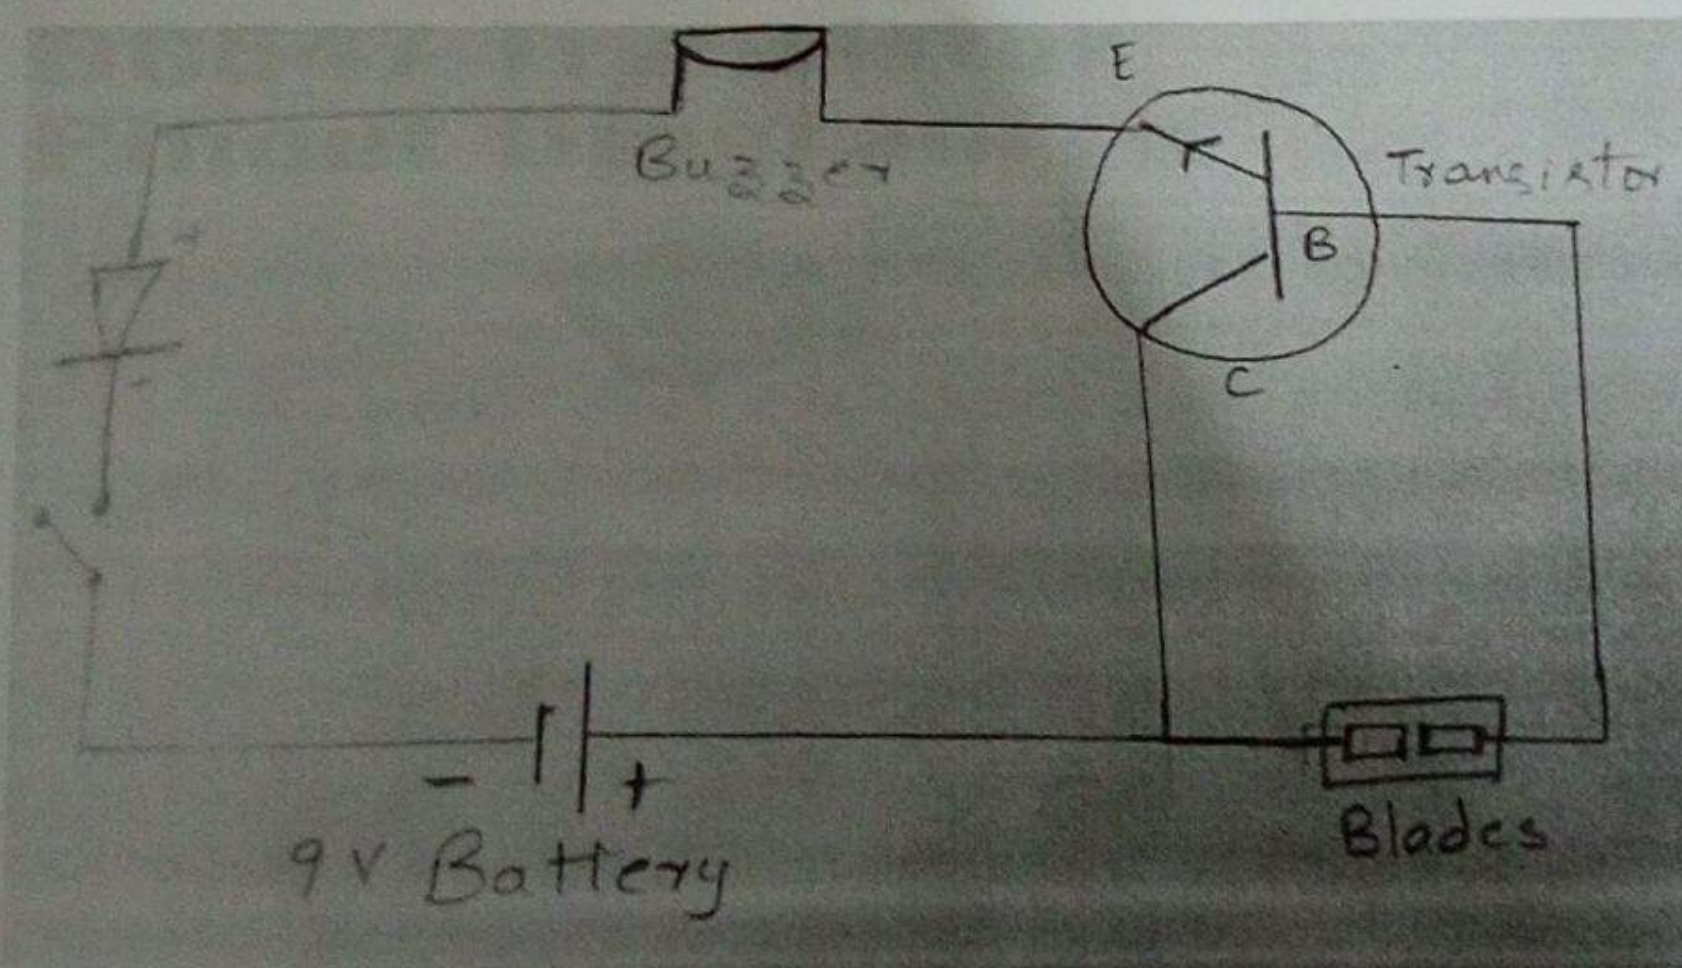 E
Buzzer
Transistor
B
C
+
-
- +
9V Battery
Blades